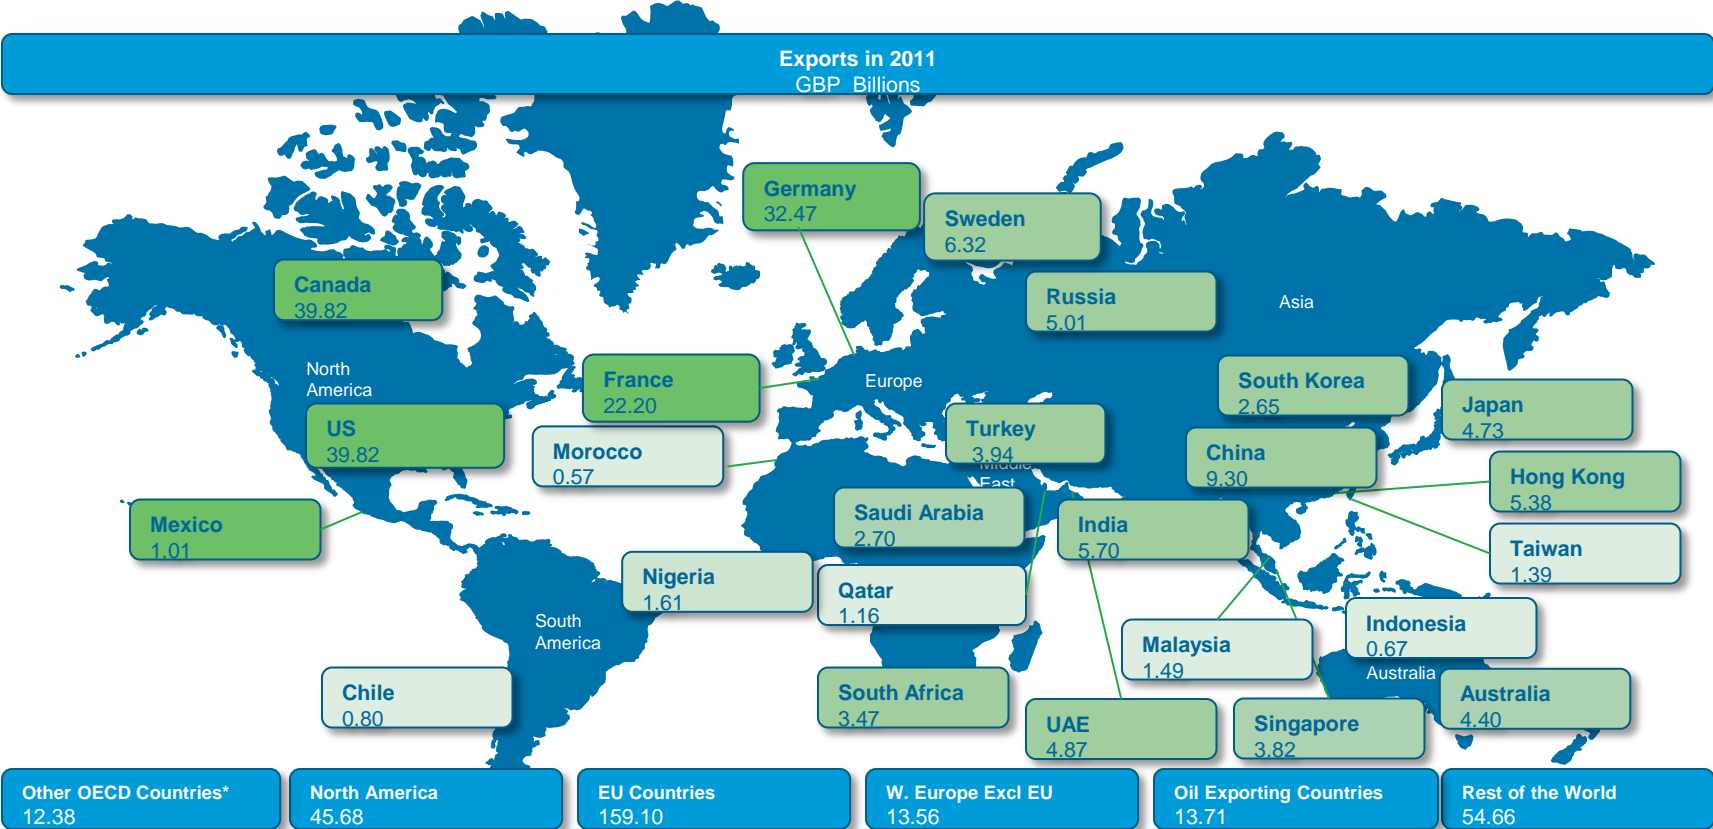 Exports in 2011
GBP Billions
Germany
32.47
Sweden
6.32
Canada
39.82
Russia
5.01
Asia
North
America
France
22.20
Europe
South Korea
2.65
Japan
4.73
US
39.82
Morocco
0.57
Turkey
3.94
Middle
East
China
9.30
Hong Kong
5.38
Mexico
1.01
Saudi Arabia
2.70
India
5.70
Taiwan
1.39
Nigeria
1.61
Qatar
1.16
South
America
Malaysia
1.49
Indonesia
0.67
Australia
Chile
0.80
South Africa
3.47
UAE
4.87
Singapore
3.82
Australia
4.40
Other OECD Countries*
12.38
North America
45.68
EU Countries
159.10
W. Europe Excl EU
13.56
Oil Exporting Countries
13.71
Rest of the World
54.66